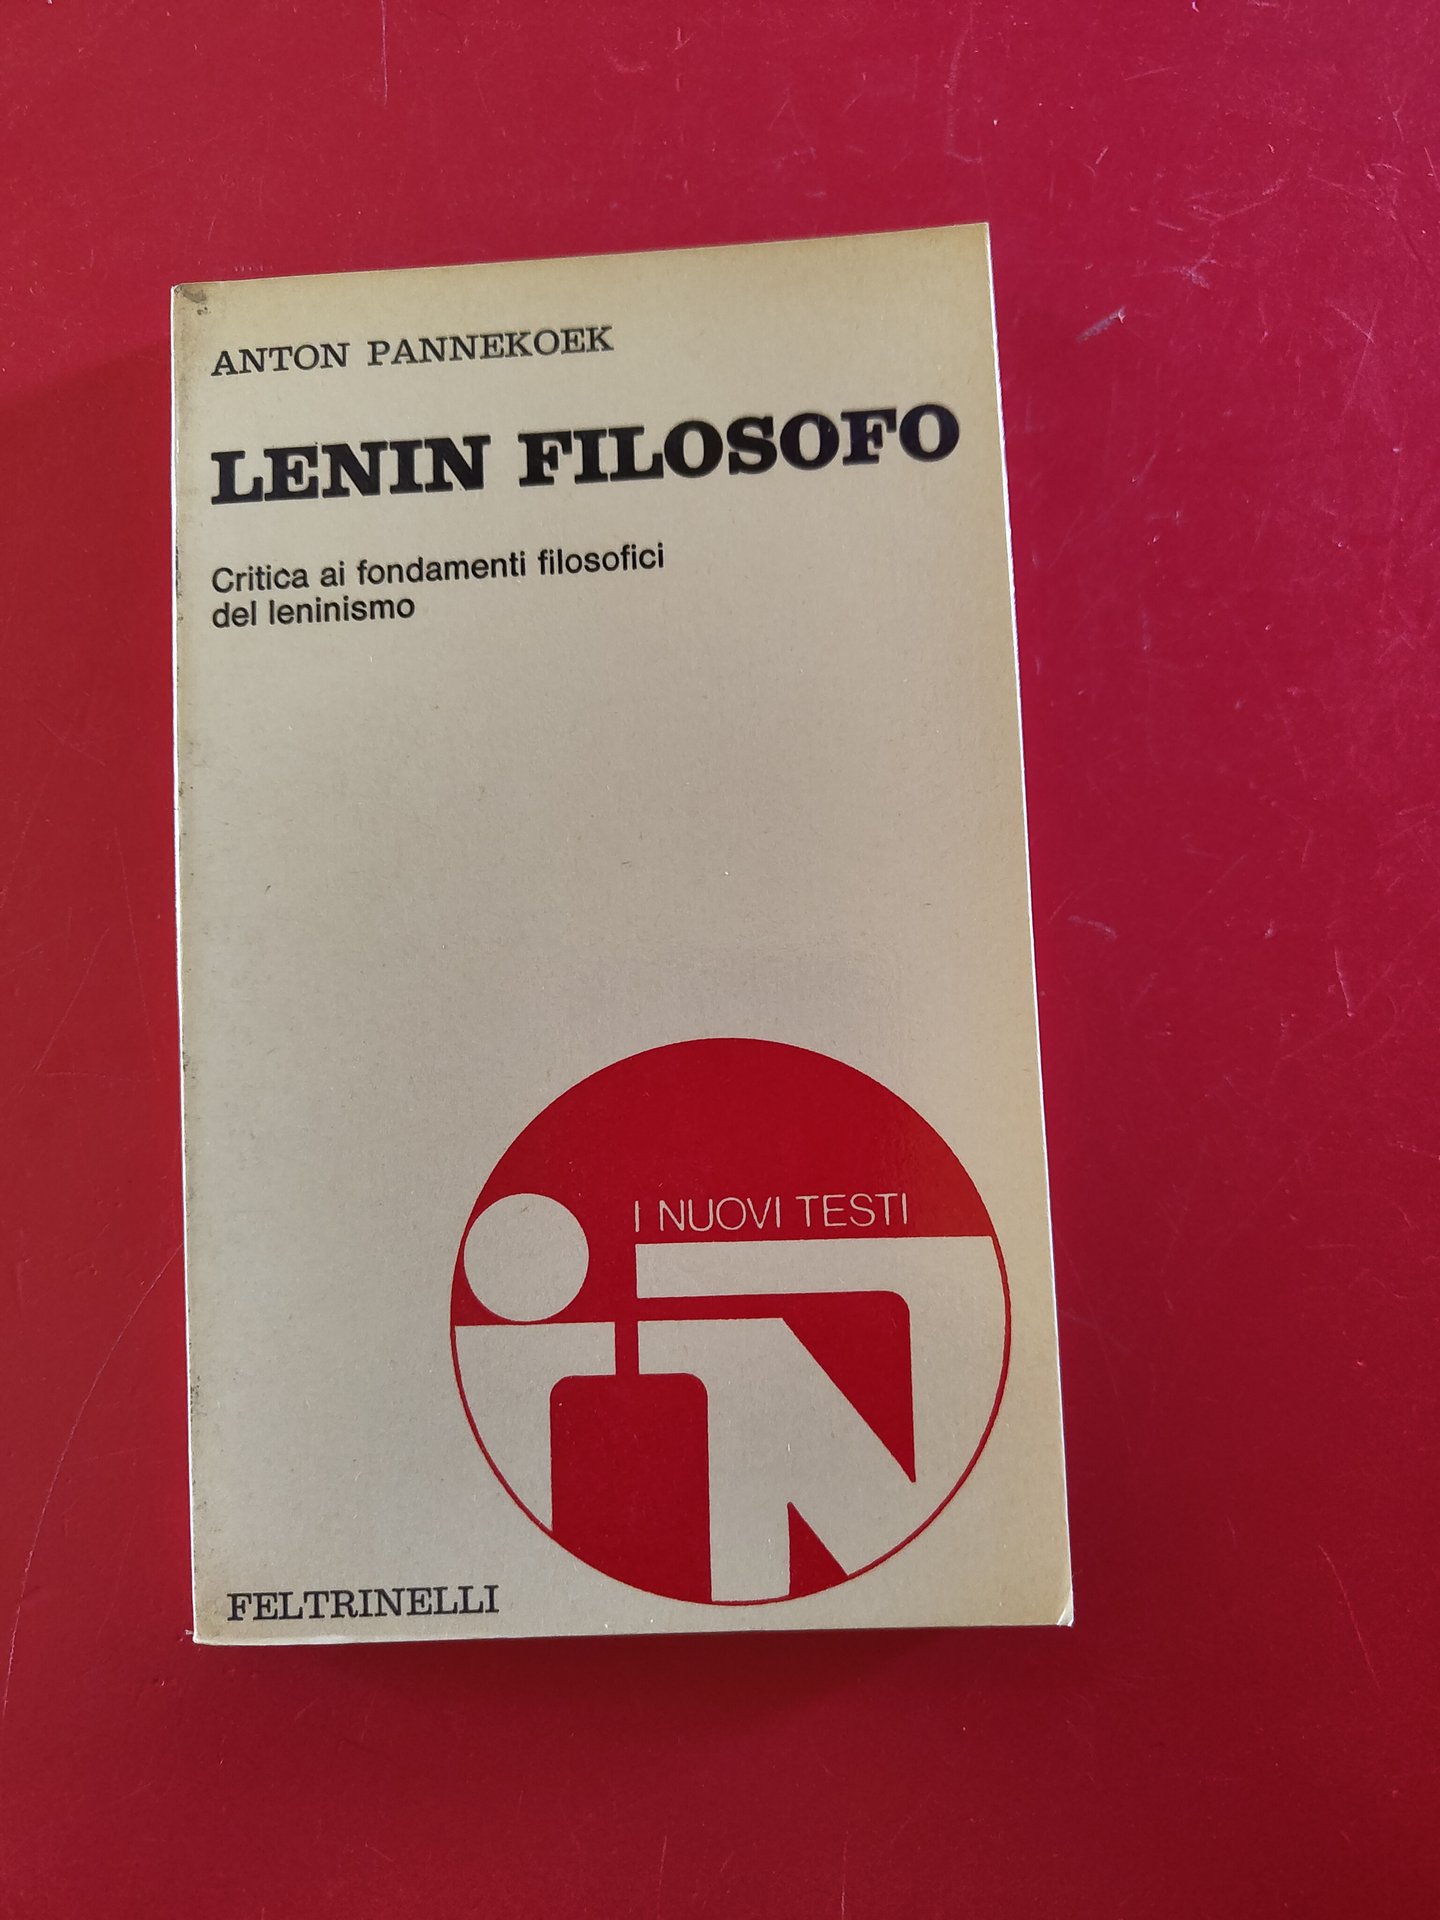 ANTON PANNEKOEK
LENIN FILOSOFO
Critica ai fondamenti filosofici
del leninismo
I NUOVI TESTI
FELTRINELLI